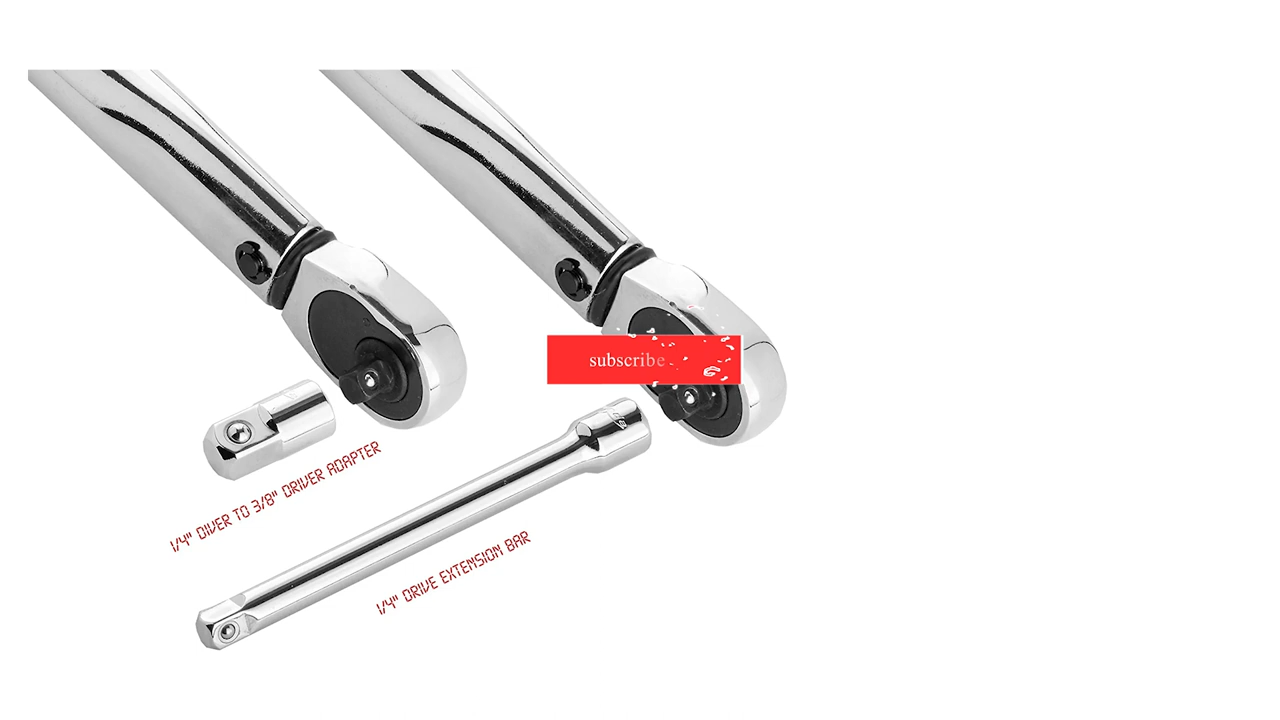 subscribe
1/4" DIVER TO 3/8" DRIVER ADAPTER
1/4" DRIVE EXTENSION BAR